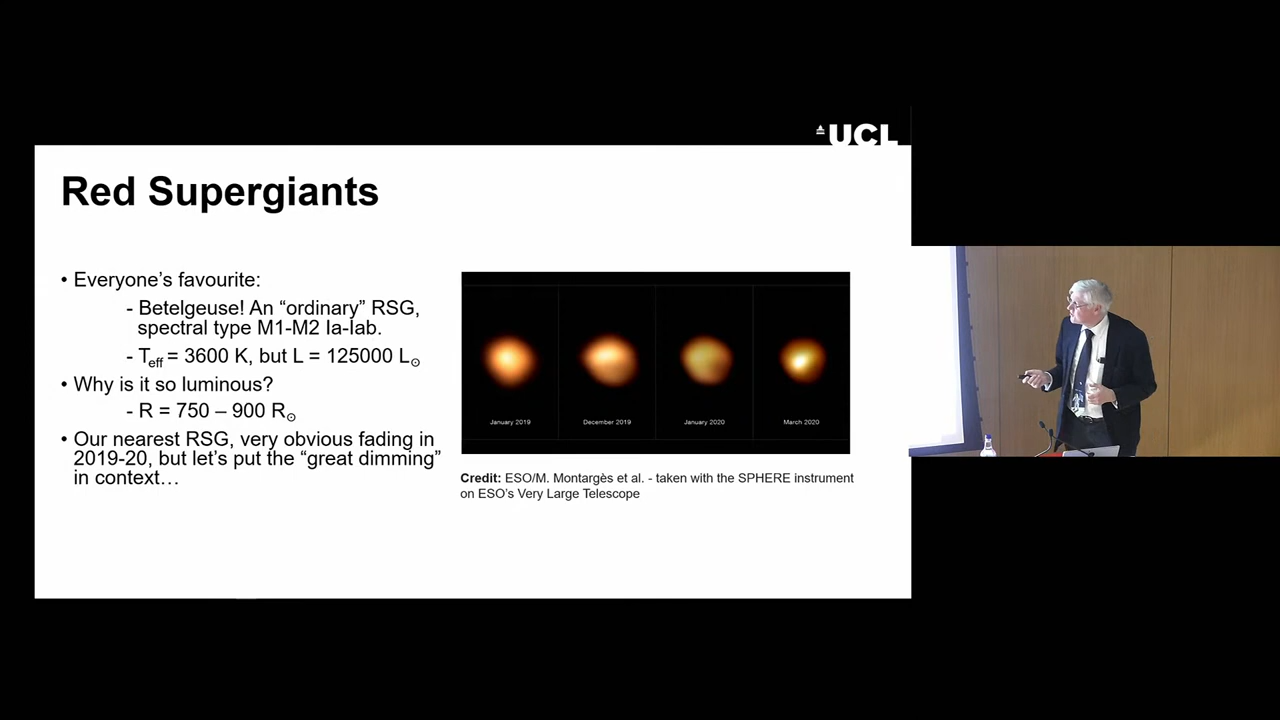 UCL
Red Supergiants
• Everyone’s favourite:
- Betelgeuse! An “ordinary” RSG,
spectral type M1-M2 Ia-Iab.
- Teff = 3600 K, but L = 125000 L☉
• Why is it so luminous?
- R = 750 – 900 R☉
• Our nearest RSG, very obvious fading in
2019-20, but let’s put the “great dimming”
in context…
January 2019
December 2019
January 2020
March 2020
Credit: ESO/M. Montargès et al. - taken with the SPHERE instrument
on ESO’s Very Large Telescope